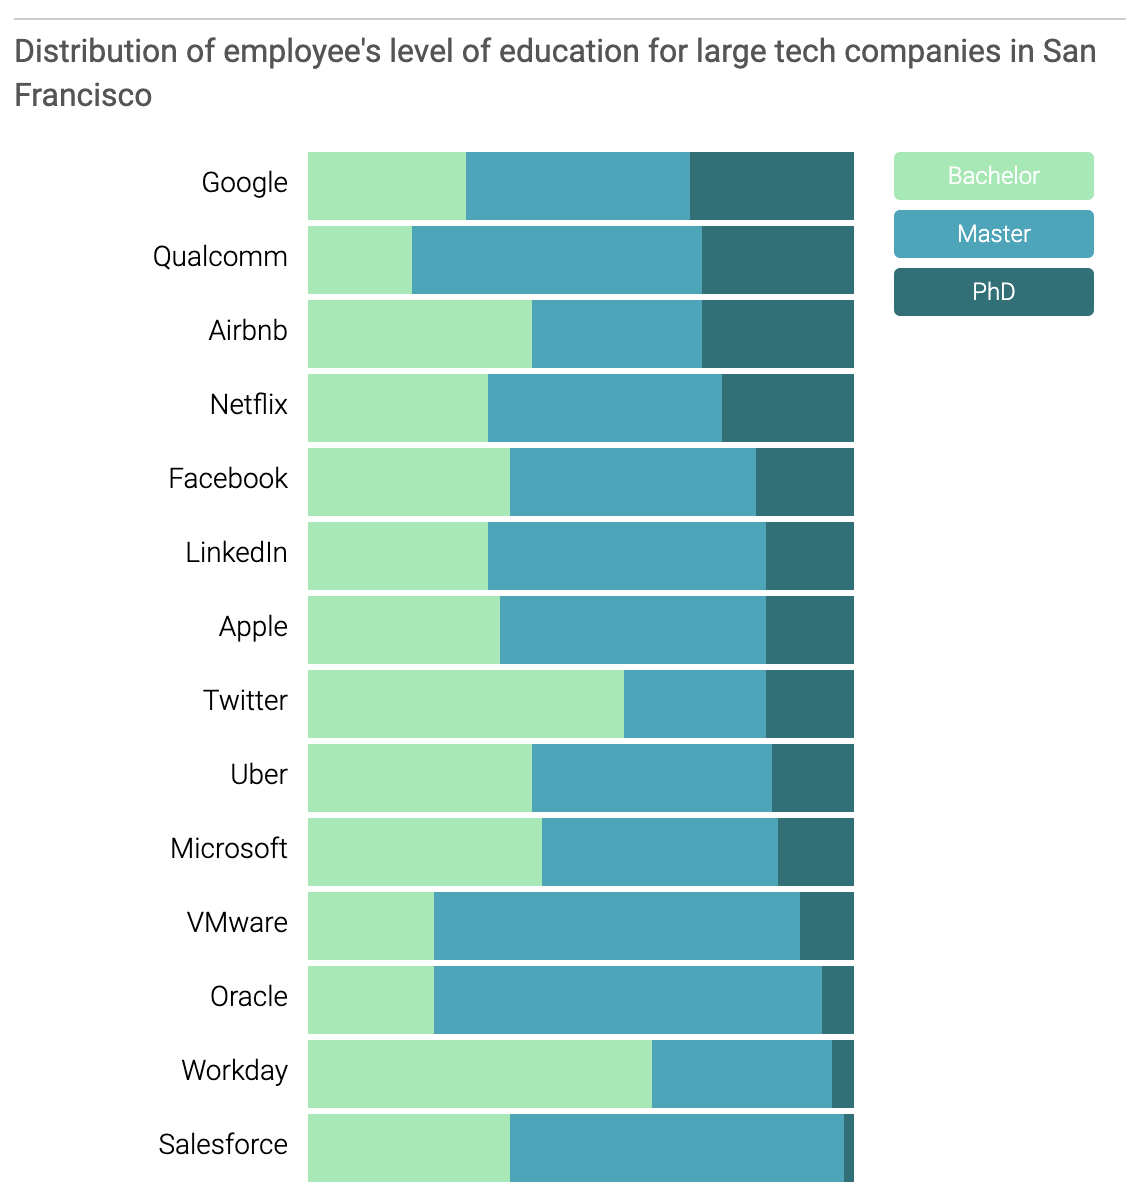 Distribution of employee's level of education for large tech companies in San
Francisco
Google
Bachelor
Master
Qualcomm
PhD
Airbnb
Netflix
Facebook
LinkedIn
Apple
Twitter
Uber
Microsoft
VMware
Oracle
Workday
Salesforce